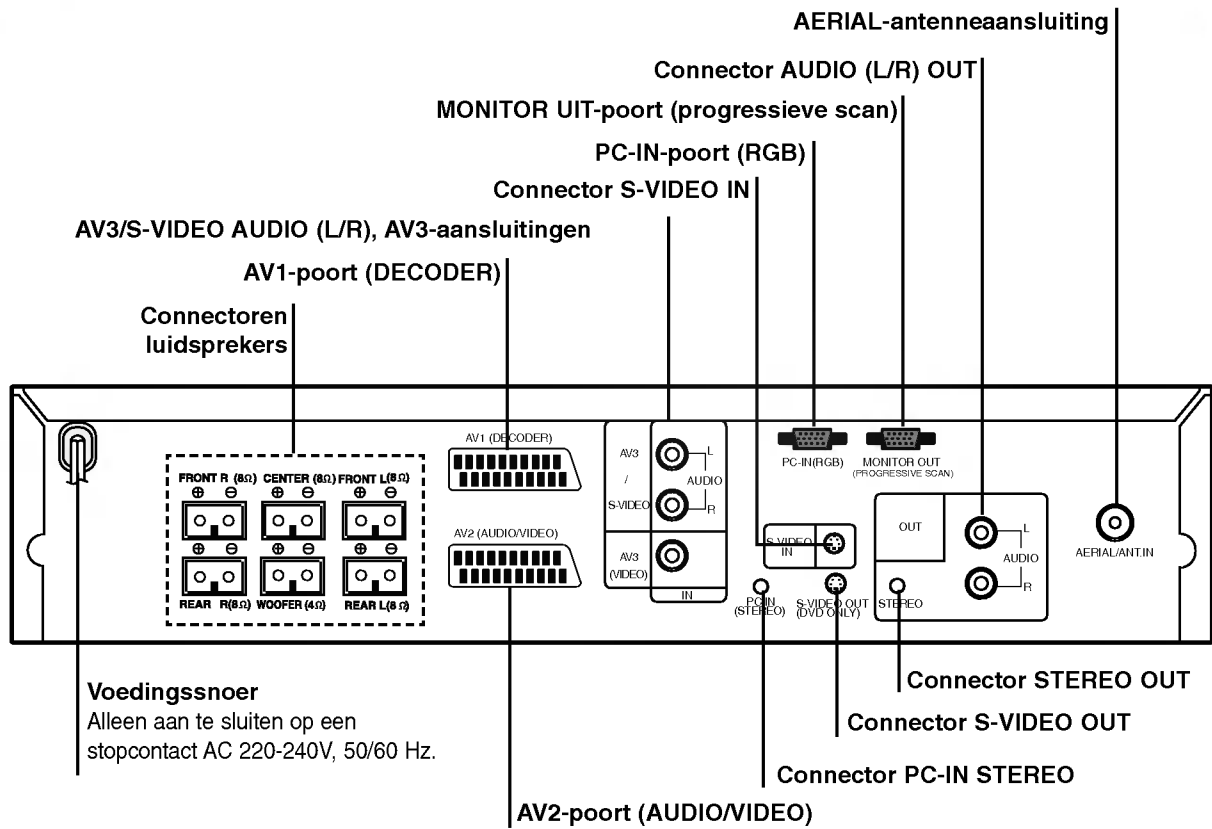 AERIAL-antenneaansluiting
Connector AUDIO (L/R) OUT
MONITOR UIT-poort (progressieve scan)
PC-IN-poort (RGB)
Connector S-VIDEO IN
AV3/S-VIDEO AUDIO (L/R), AV3-aansluitingen
AV1-poort (DECODER)
Connectoren
luidsprekers
FRONT R (8Ω) CENTER (8Ω) FRONT L(8Ω)
⊕ ⊖ ⊕ ⊖ ⊕ ⊖
⊕ ⊖ ⊕ ⊖ ⊕ ⊖
REAR R(8Ω) WOOFER (4Ω) REAR L(8Ω)
AV1 (DECODER)
AV2 (AUDIO/VIDEO)
AV3
/
S-VIDEO
L
AUDIO
R
AV3
(VIDEO)
IN
PC-IN(RGB)
MONITOR OUT
(PROGRESSIVE SCAN)
S-VIDEO
IN
PC-IN
(STEREO)
S-VIDEO OUT
(DVD ONLY)
OUT
STEREO
L
AUDIO
R
AERIAL/ANT.IN
Voedingssnoer
Alleen aan te sluiten op een
stopcontact AC 220-240V, 50/60 Hz.
Connector STEREO OUT
Connector S-VIDEO OUT
Connector PC-IN STEREO
AV2-poort (AUDIO/VIDEO)